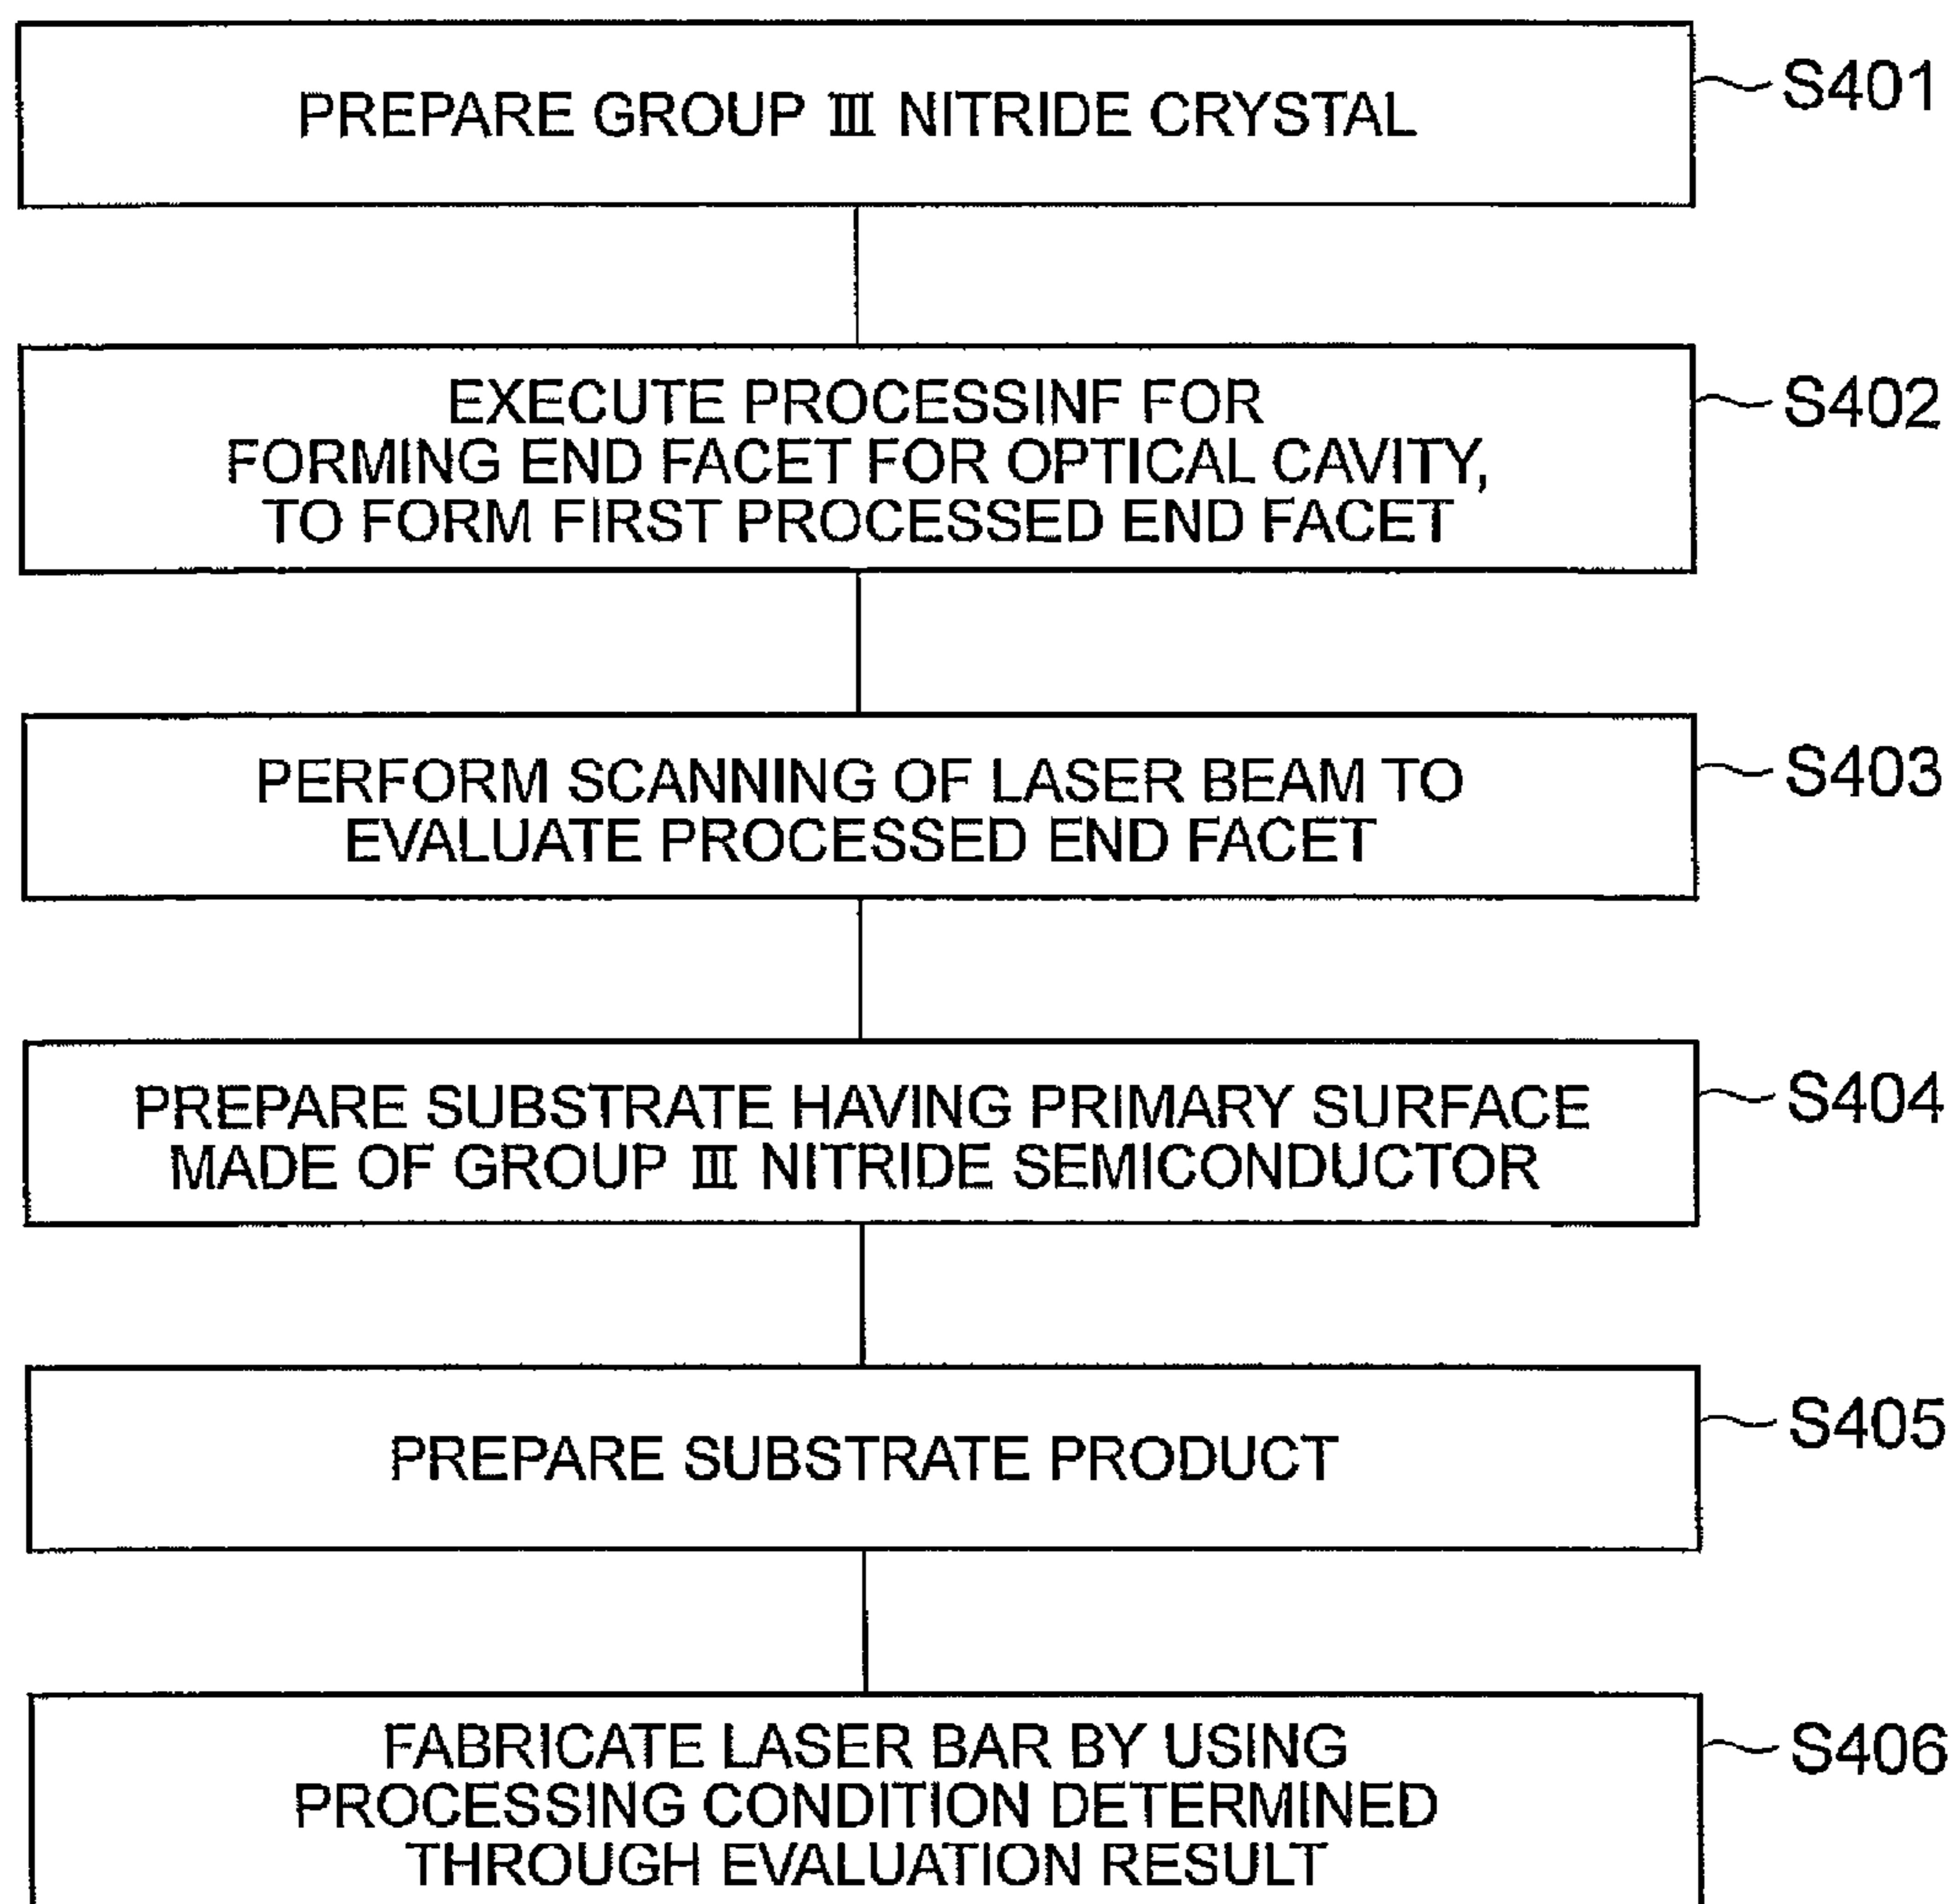 PREPARE GROUP III NITRIDE CRYSTAL
S401
EXECUTE PROCESSINF FOR
FORMING END FACET FOR OPTICAL CAVITY,
TO FORM FIRST PROCESSED END FACET
S402
PERFORM SCANNING OF LASER BEAM TO
EVALUATE PROCESSED END FACET
S403
PREPARE SUBSTRATE HAVING PRIMARY SURFACE
MADE OF GROUP III NITRIDE SEMICONDUCTOR
S404
PREPARE SUBSTRATE PRODUCT
S405
FABRICATE LASER BAR BY USING
PROCESSING CONDITION DETERMINED
THROUGH EVALUATION RESULT
S406